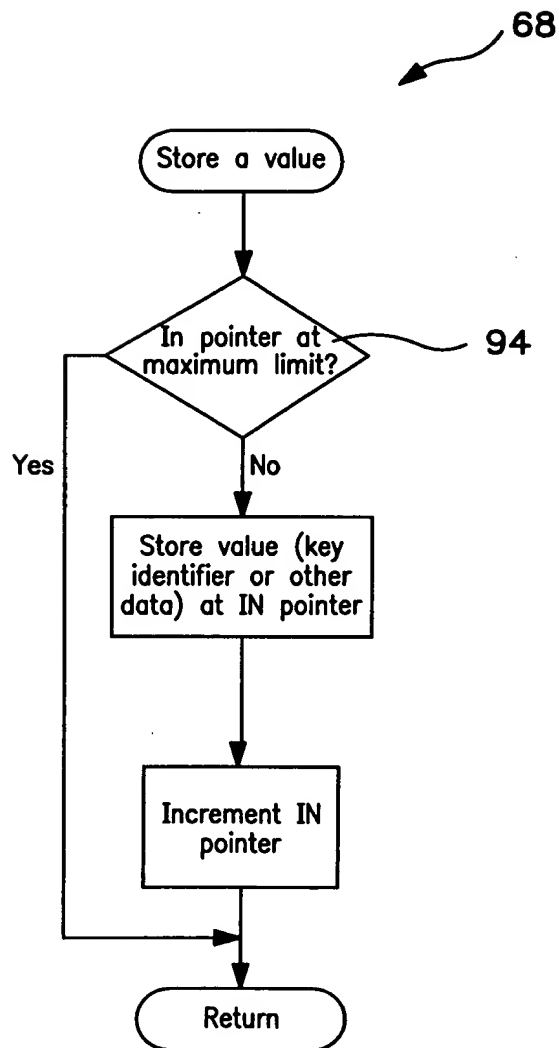 68
Store a value
In pointer at
maximum limit?
94
Yes
No
Store value (key
identifier or other
data) at IN pointer
Increment IN
pointer
Return